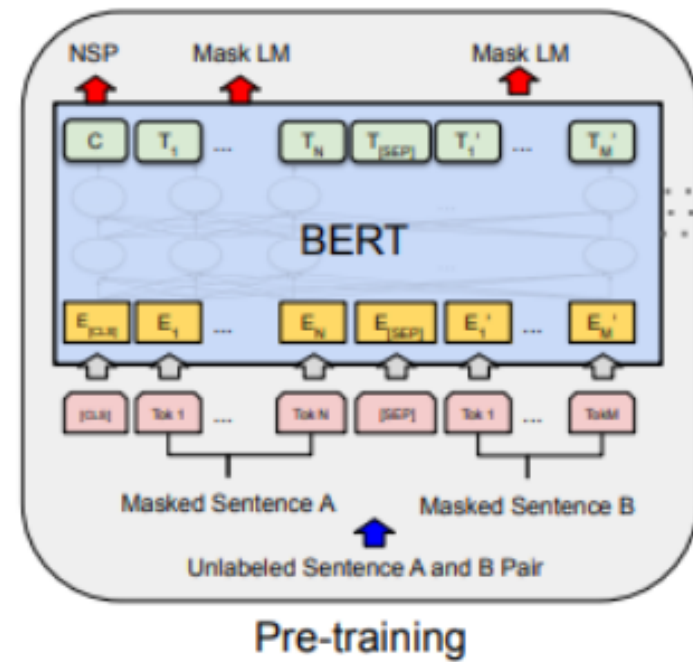 NSP Mask LM Mask LM
C T1 ... TN T[SEP] T1' ... TM'
BERT
E[CLS] E1 ... EN E[SEP] E1' ... EM'
[CLS] Tok 1 ... Tok N [SEP] Tok 1 ... TokM
Masked Sentence A Masked Sentence B
Unlabeled Sentence A and B Pair
Pre-training